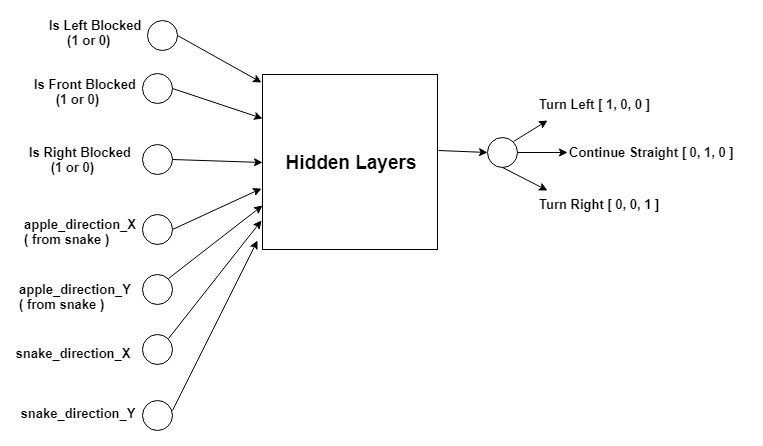 Is Left Blocked
(1 or 0)
Is Front Blocked
(1 or 0)
Is Right Blocked
(1 or 0)
apple_direction_X
( from snake )
apple_direction_Y
( from snake )
snake_direction_X
snake_direction_Y
Hidden Layers
Turn Left [ 1, 0, 0 ]
Continue Straight [ 0, 1, 0 ]
Turn Right [ 0, 0, 1 ]